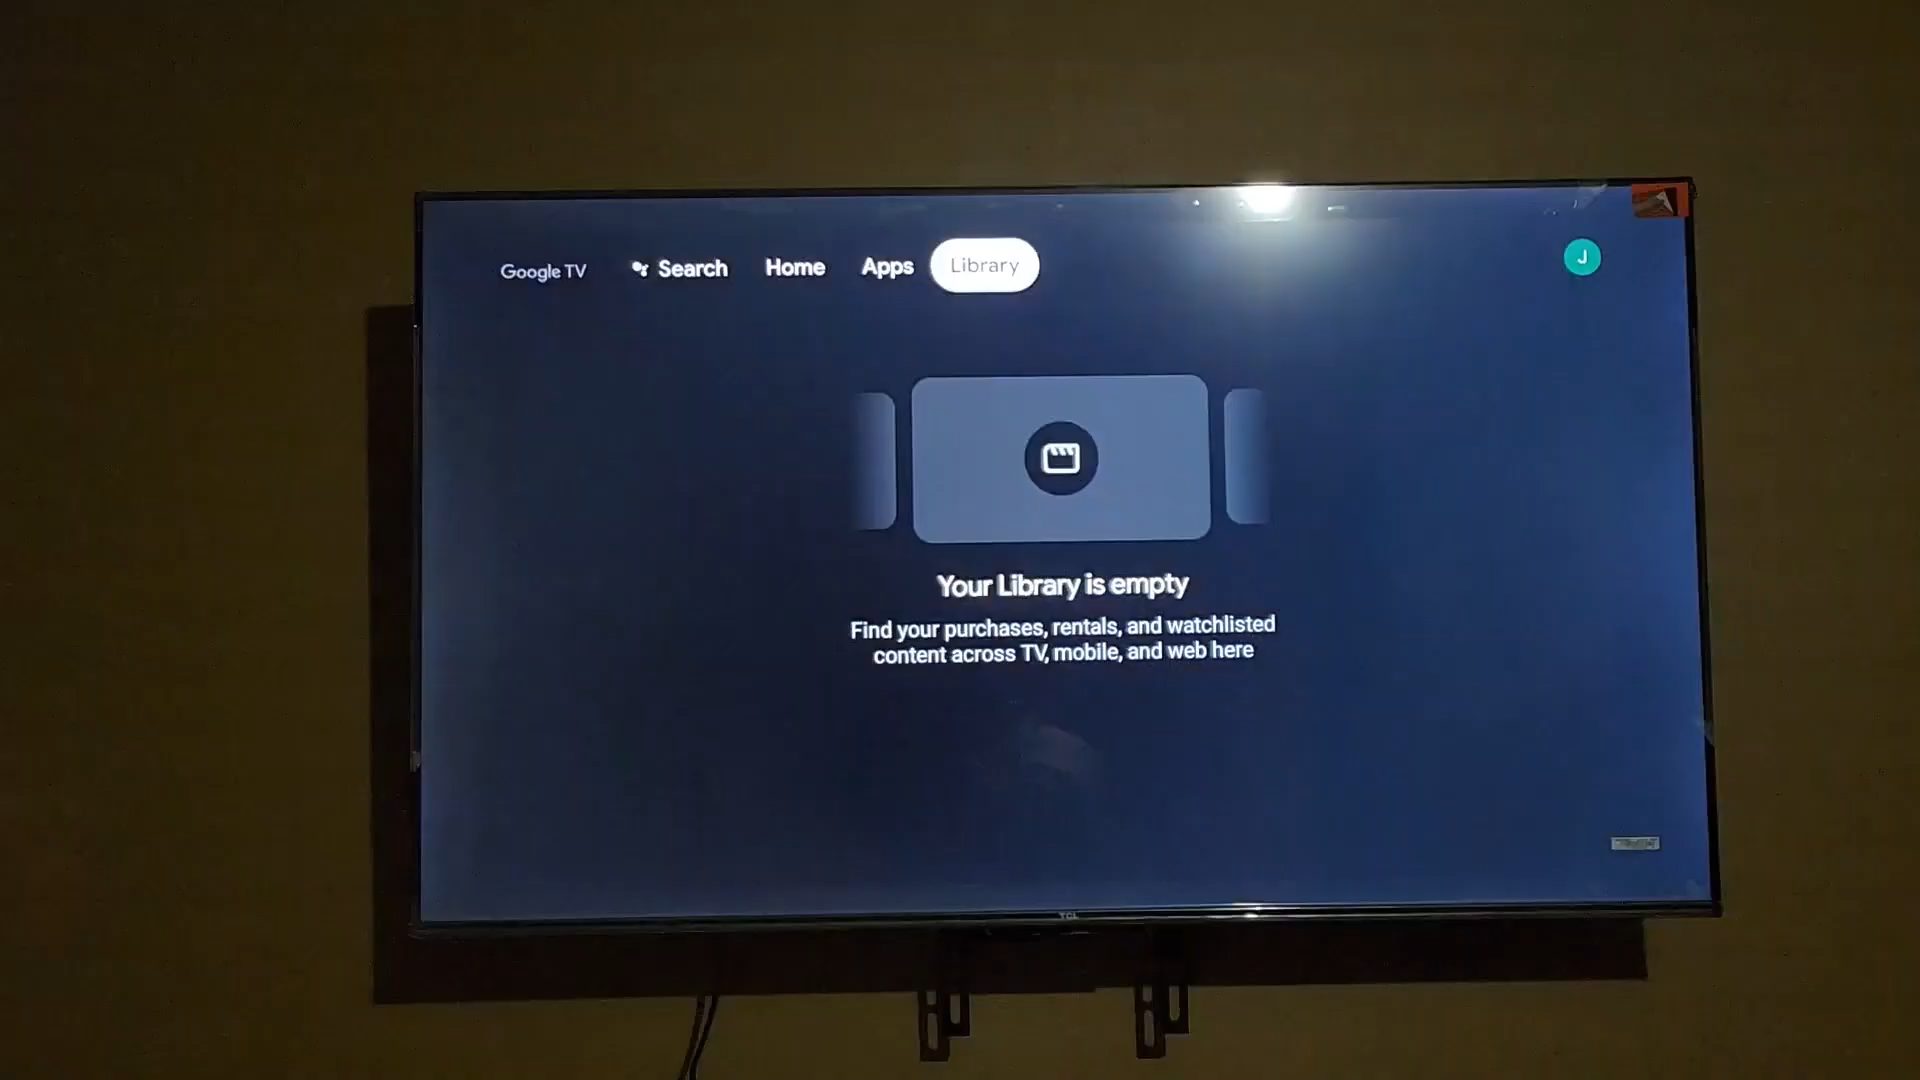 Google TV
Search
Home
Apps
Library
J
Your Library is empty
Find your purchases, rentals, and watchlisted
content across TV, mobile, and web here
TCL